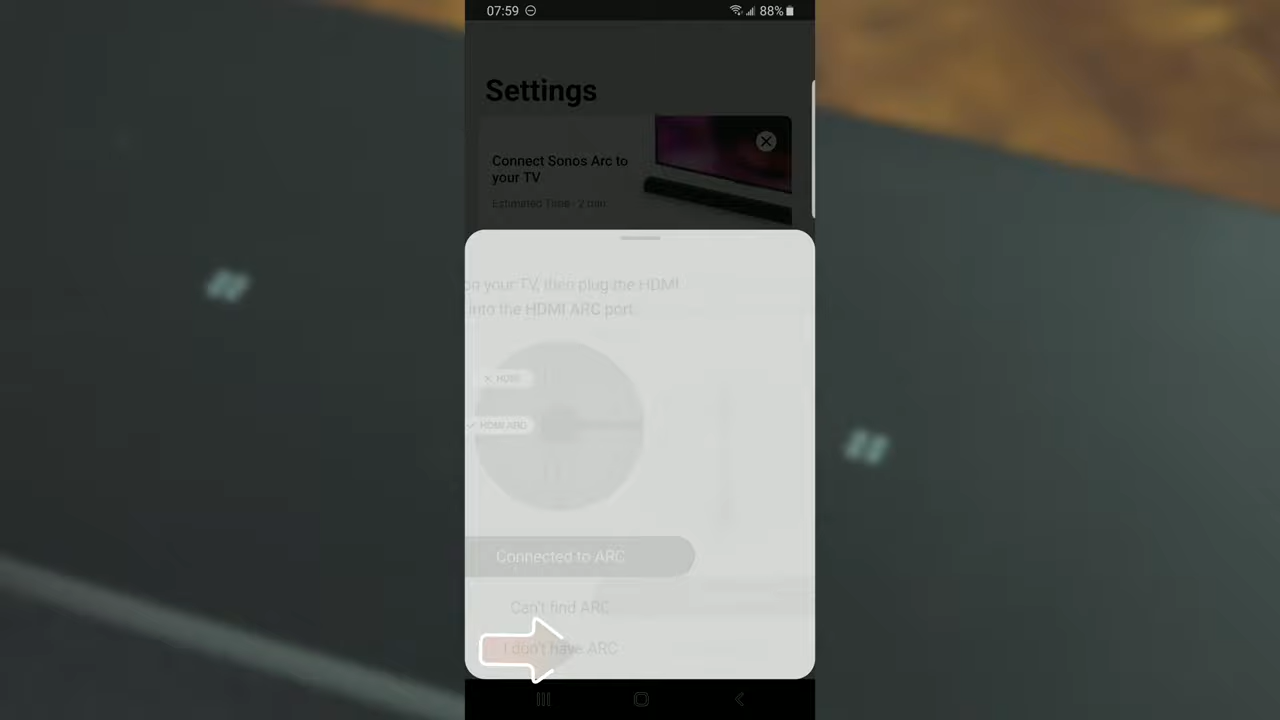 07:59
88%
Settings
Connect Sonos Arc to
your TV
Estimated Time - 2 min
on your TV, then plug the HDMI
into the HDMI ARC port.
HDMI
HDMI ARC
Connected to ARC
Can't find ARC
I don't have ARC